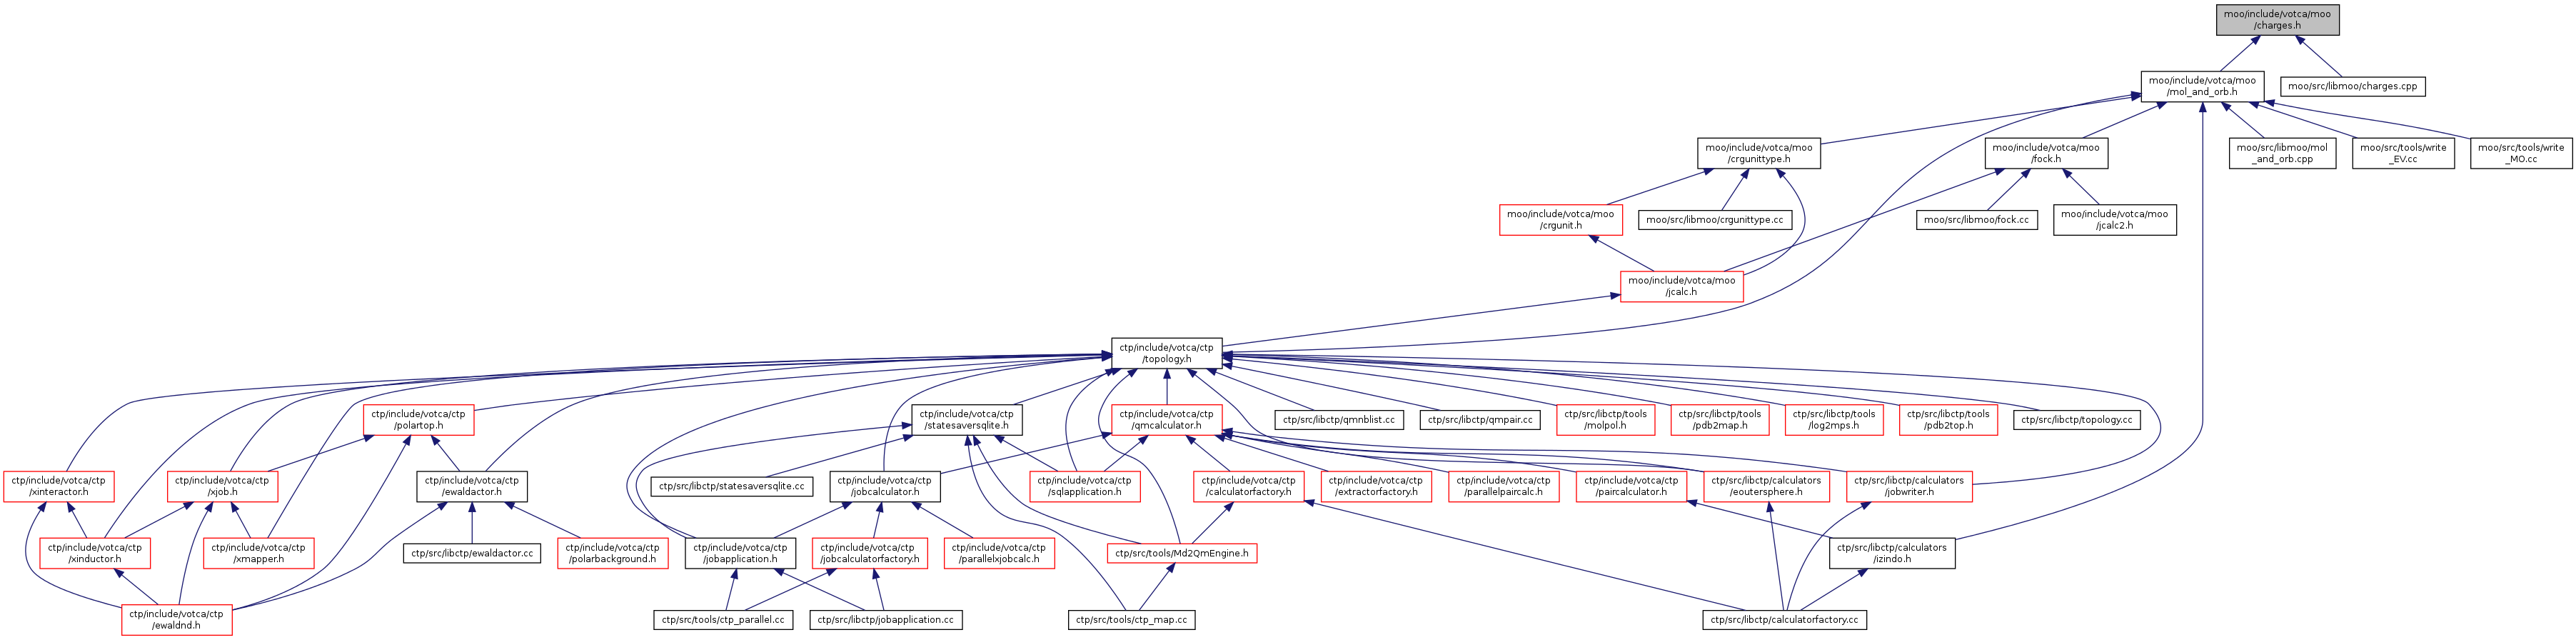 moo/include/votca/moo
/charges.h
moo/include/votca/moo
/mol_and_orb.h
moo/src/libmoo/charges.cpp
moo/include/votca/moo
/crgunittype.h
moo/include/votca/moo
/fock.h
moo/src/libmoo/mol
_and_orb.cpp
moo/src/tools/write
_EV.cc
moo/src/tools/write
_MO.cc
moo/include/votca/moo
/crgunit.h
moo/src/libmoo/crgunittype.cc
moo/src/libmoo/fock.cc
moo/include/votca/moo
/jcalc2.h
moo/include/votca/moo
/jcalc.h
ctp/include/votca/ctp
/topology.h
ctp/include/votca/ctp
/polartop.h
ctp/include/votca/ctp
/statesaversqlite.h
ctp/include/votca/ctp
/qmcalculator.h
ctp/src/libctp/qmnblist.cc
ctp/src/libctp/qmpair.cc
ctp/src/libctp/tools
/molpol.h
ctp/src/libctp/tools
/pdb2map.h
ctp/src/libctp/tools
/log2mps.h
ctp/src/libctp/tools
/pdb2top.h
ctp/src/libctp/topology.cc
ctp/include/votca/ctp
/xinteractor.h
ctp/include/votca/ctp
/xjob.h
ctp/include/votca/ctp
/ewaldactor.h
ctp/src/libctp/statesaversqlite.cc
ctp/include/votca/ctp
/jobcalculator.h
ctp/include/votca/ctp
/sqlapplication.h
ctp/include/votca/ctp
/calculatorfactory.h
ctp/include/votca/ctp
/extractorfactory.h
ctp/include/votca/ctp
/parallelpaircalc.h
ctp/include/votca/ctp
/paircalculator.h
ctp/src/libctp/calculators
/eoutersphere.h
ctp/src/libctp/calculators
/jobwriter.h
ctp/include/votca/ctp
/xinductor.h
ctp/include/votca/ctp
/xmapper.h
ctp/src/libctp/ewaldactor.cc
ctp/include/votca/ctp
/polarbackground.h
ctp/include/votca/ctp
/jobapplication.h
ctp/include/votca/ctp
/jobcalculatorfactory.h
ctp/include/votca/ctp
/parallelxjobcalc.h
ctp/src/tools/Md2QmEngine.h
ctp/src/libctp/calculators
/izindo.h
ctp/include/votca/ctp
/ewaldnd.h
ctp/src/tools/ctp_parallel.cc
ctp/src/libctp/jobapplication.cc
ctp/src/tools/ctp_map.cc
ctp/src/libctp/calculatorfactory.cc